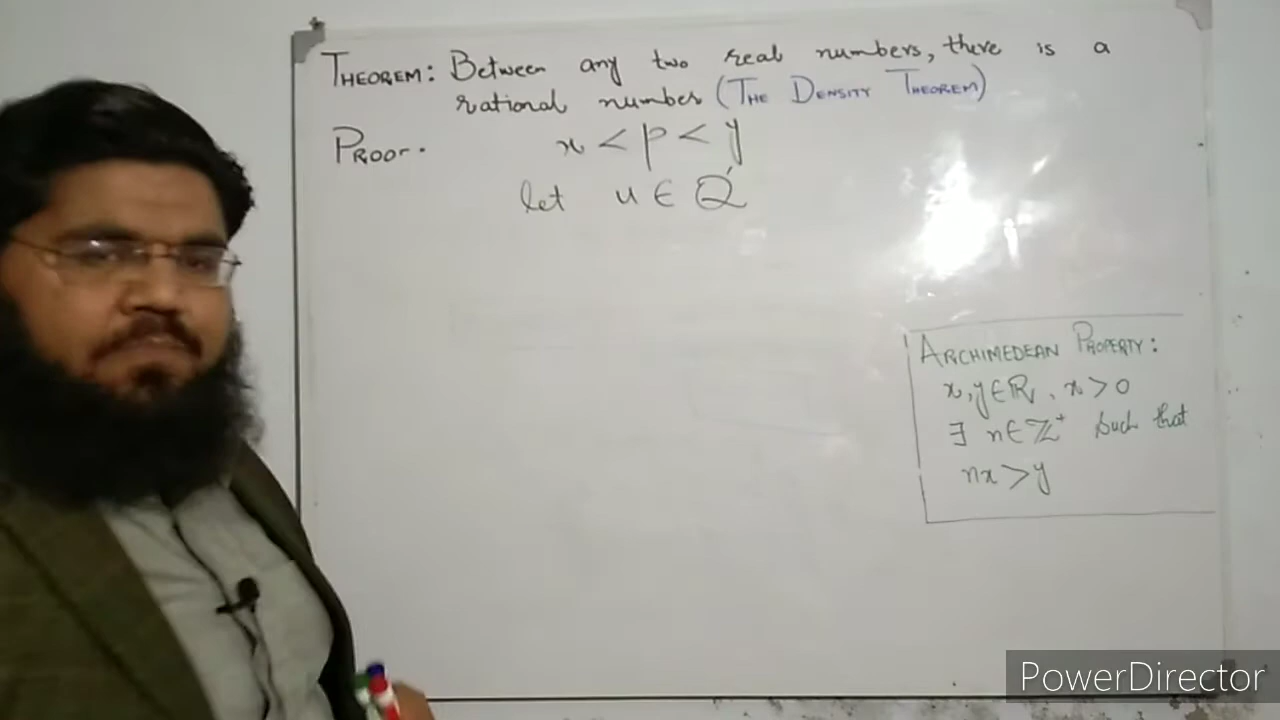 THEOREM: Between any two real numbers, there is a
rational number (THE DENSITY THEOREM)
PROOF. x < p < y
let u ∈ Q'
ARCHIMEDEAN PROPERTY:
x, y ∈ R, x > 0
∃ n ∈ Z⁺ such that
nx > y
PowerDirector